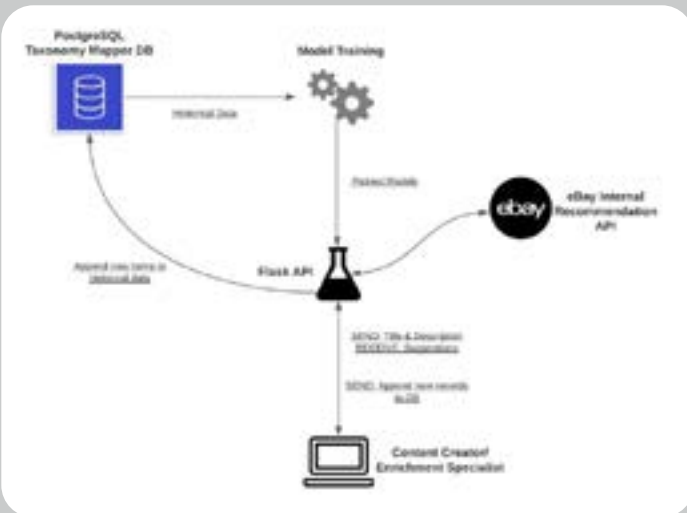 PostgreSQL
Taxonomy Mapper DB
Model Training
Historical Data
Pickled Models
ebay
eBay Internal
Recommendation
API
Append new items to
historical data
Flask API
SEND: Title & Description
RECEIVE: Suggestions
SEND: Append new records
to DB
Content Creator/
Enrichment Specialist